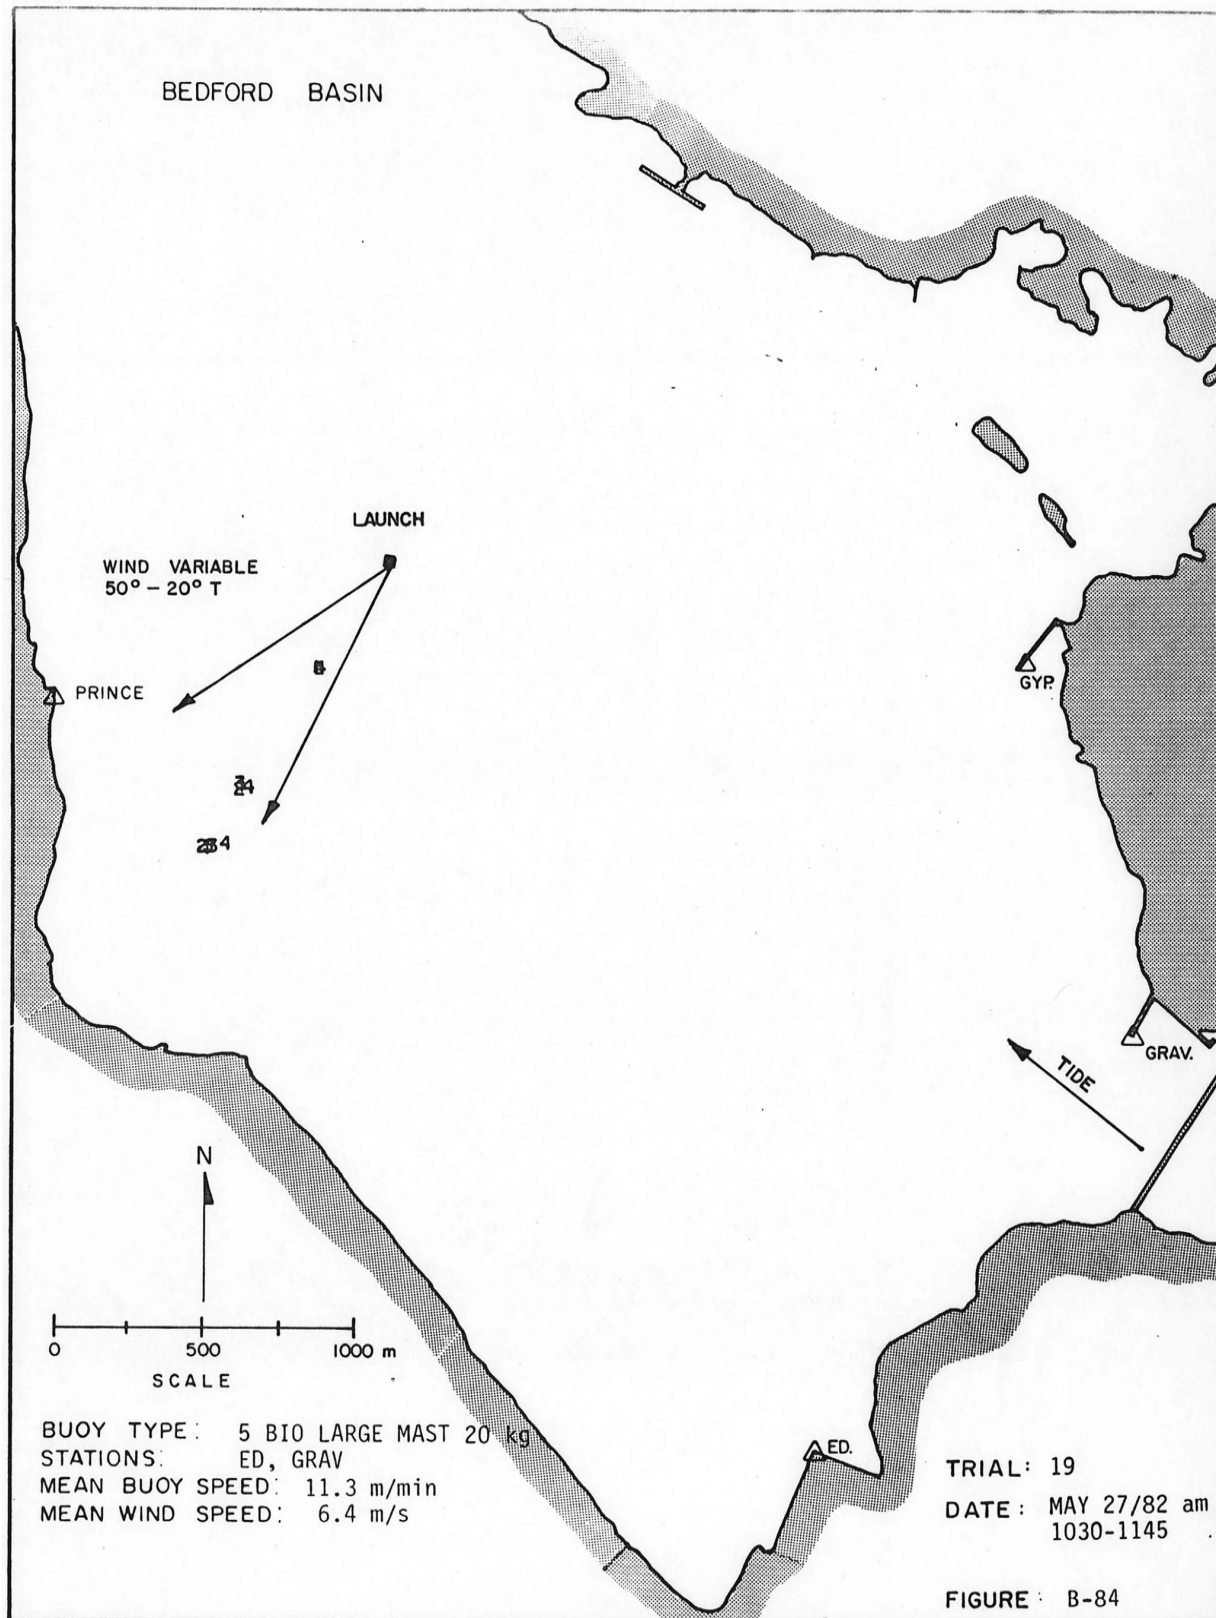 BEDFORD BASIN
LAUNCH
WIND VARIABLE
50° - 20° T
PRINCE
GYP.
4
4
GRAV.
TIDE
N
0 500 1000 m
SCALE
BUOY TYPE: 5 BIO LARGE MAST 20 kg
STATIONS: ED, GRAV
MEAN BUOY SPEED: 11.3 m/min
MEAN WIND SPEED: 6.4 m/s
ED.
TRIAL: 19
DATE: MAY 27/82 am
1030-1145
FIGURE: B-84